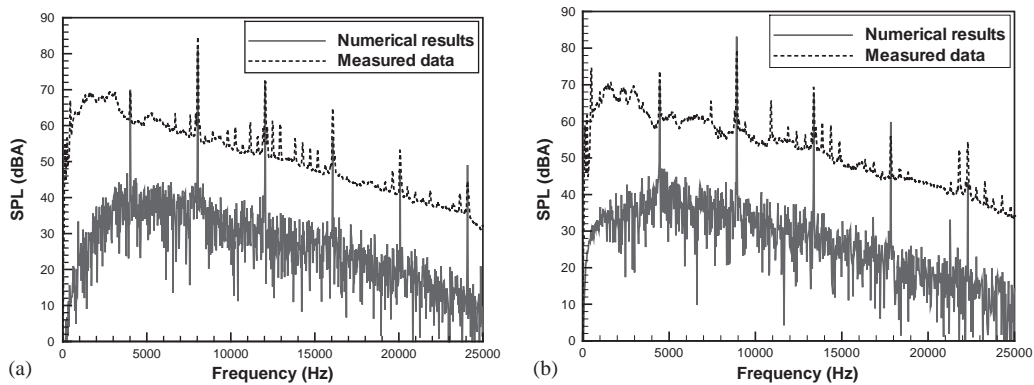 90
80
70
60
50
40
30
20
10
0
SPL (dBA)
Numerical results
Measured data
0 5000 10000 15000 20000 25000
Frequency (Hz)
(a)
90
80
70
60
50
40
30
20
10
0
SPL (dBA)
Numerical results
Measured data
0 5000 10000 15000 20000 25000
Frequency (Hz)
(b)